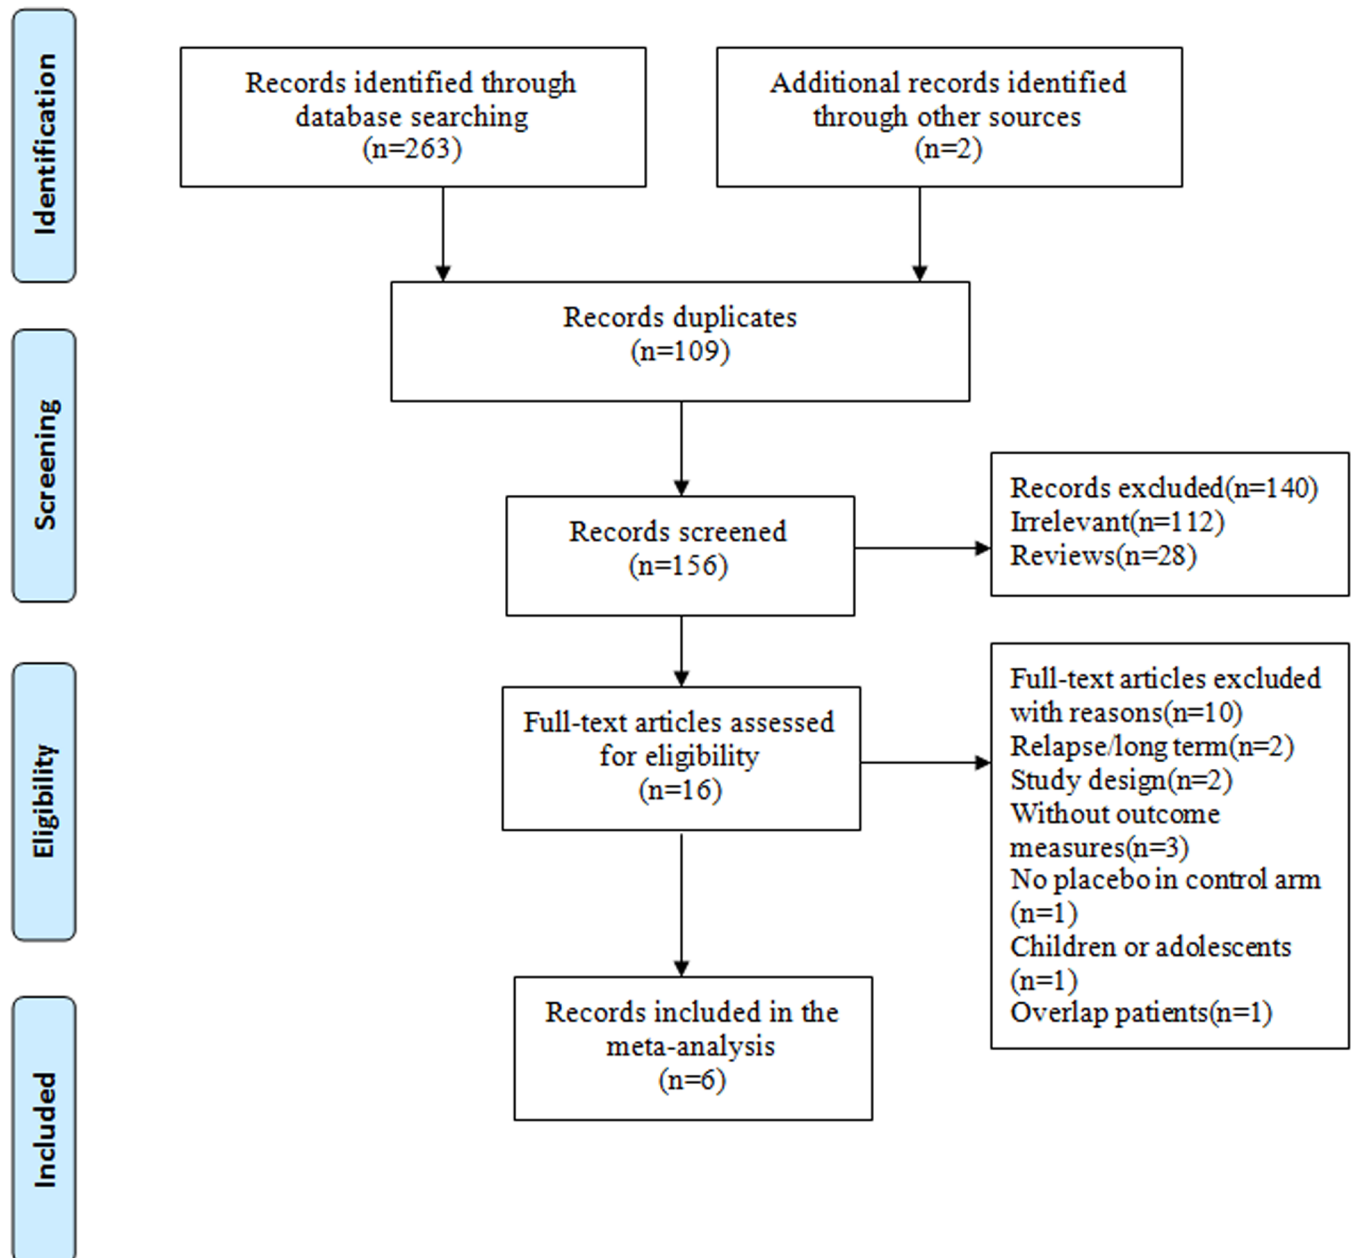 Identification
Records identified through
database searching
(n=263)
Additional records identified
through other sources
(n=2)
Records duplicates
(n=109)
Screening
Records screened
(n=156)
Records excluded(n=140)
Irrelevant(n=112)
Reviews(n=28)
Eligibility
Full-text articles assessed
for eligibility
(n=16)
Full-text articles excluded
with reasons(n=10)
Relapse/long term(n=2)
Study design(n=2)
Without outcome
measures(n=3)
No placebo in control arm
(n=1)
Children or adolescents
(n=1)
Overlap patients(n=1)
Included
Records included in the
meta-analysis
(n=6)